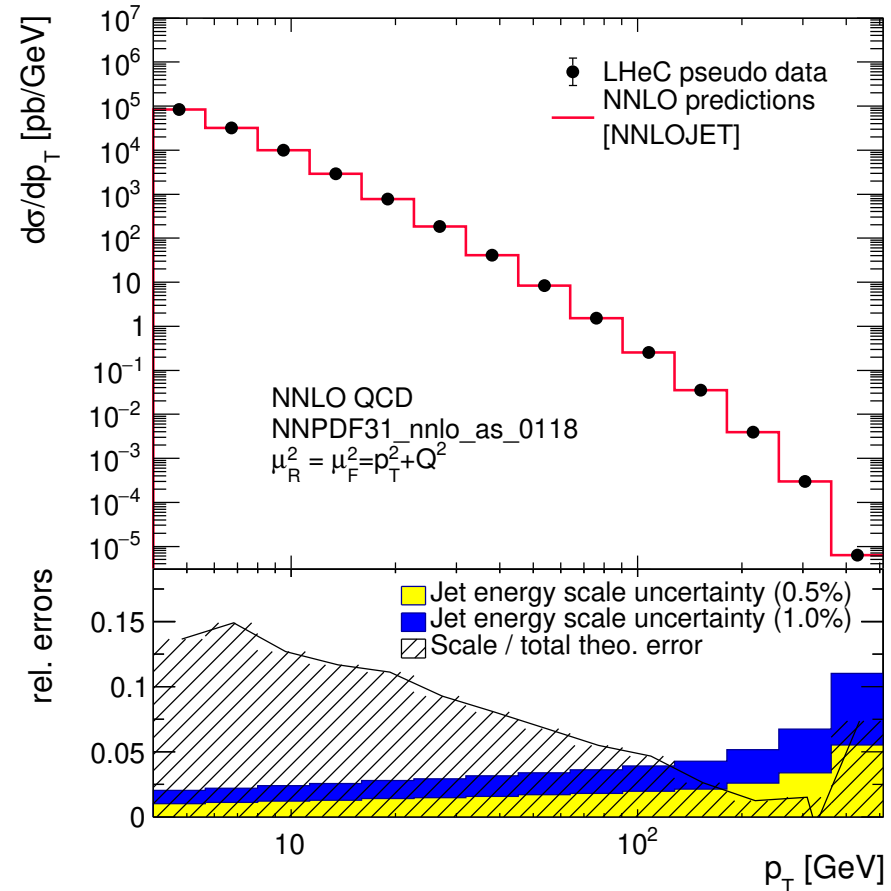 dσ/dp_T [pb/GeV]
10^7
10^6
10^5
10^4
10^3
10^2
10
1
10^−1
10^−2
10^−3
10^−4
10^−5
LHeC pseudo data
NNLO predictions
[NNLOJET]
NNLO QCD
NNPDF31_nnlo_as_0118
μ_R^2 = μ_F^2=p_T^2+Q^2
rel. errors
0.15
0.1
0.05
0
Jet energy scale uncertainty (0.5%)
Jet energy scale uncertainty (1.0%)
Scale / total theo. error
10
10^2
p_T [GeV]